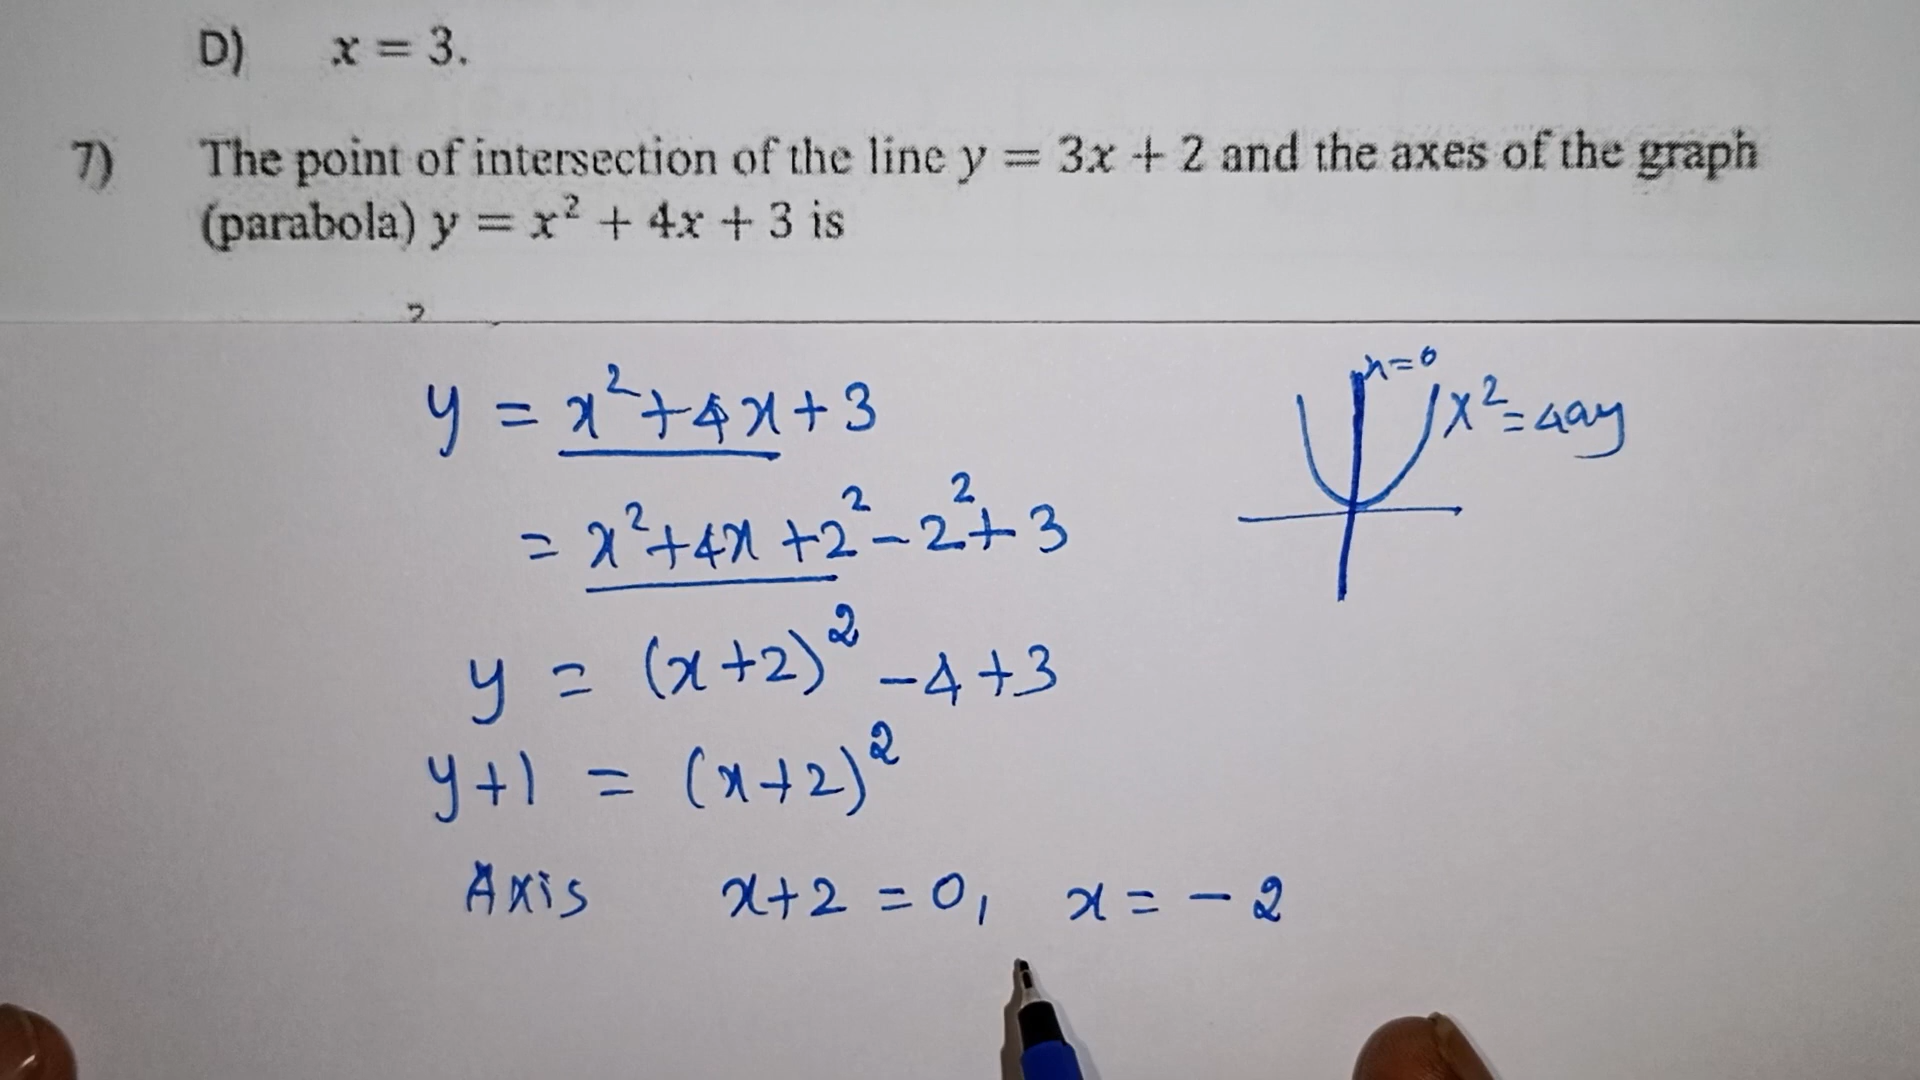 D) x = 3.
7) The point of intersection of the line y = 3x + 2 and the axes of the graph
(parabola) y = x² + 4x + 3 is
y = x² + 4x + 3
= x² + 4x + 2² - 2² + 3
y = (x+2)² - 4 + 3
y + 1 = (x+2)²
Axis x+2 = 0, x = -2
x=0
x² = 4ay